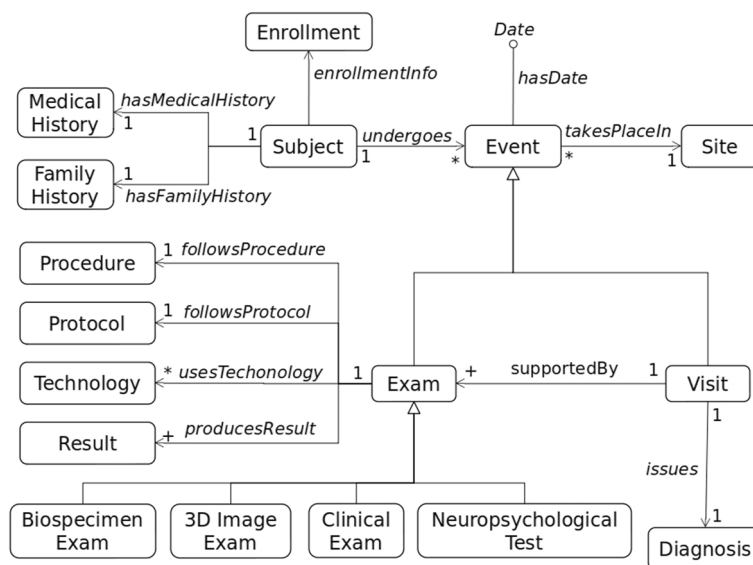 Enrollment
Date
enrollmentInfo
hasDate
Medical
History
hasMedicalHistory
1
1
Subject
undergoes
1
*
Event
takesPlaceIn
*
1
Site
Family
History
1
hasFamilyHistory
Procedure
1 followsProcedure
Protocol
1 followsProtocol
Technology
* usesTechonology
1
Exam
+
supportedBy
1
Visit
Result
+ producesResult
1
issues
1
Biospecimen
Exam
3D Image
Exam
Clinical
Exam
Neuropsychological
Test
Diagnosis